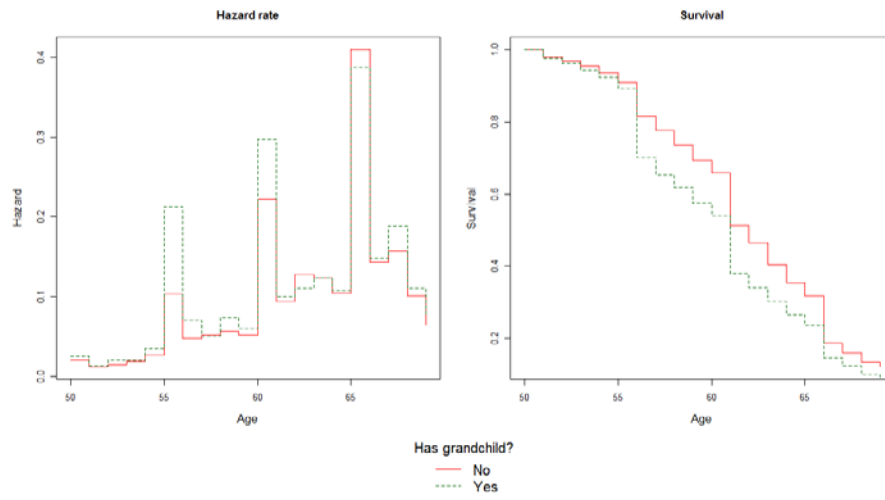 Hazard rate
Hazard
0.0
0.1
0.2
0.3
0.4
50
55
60
65
Age
Survival
Survival
0.2
0.4
0.6
0.8
1.0
50
55
60
65
Age
Has grandchild?
No
Yes